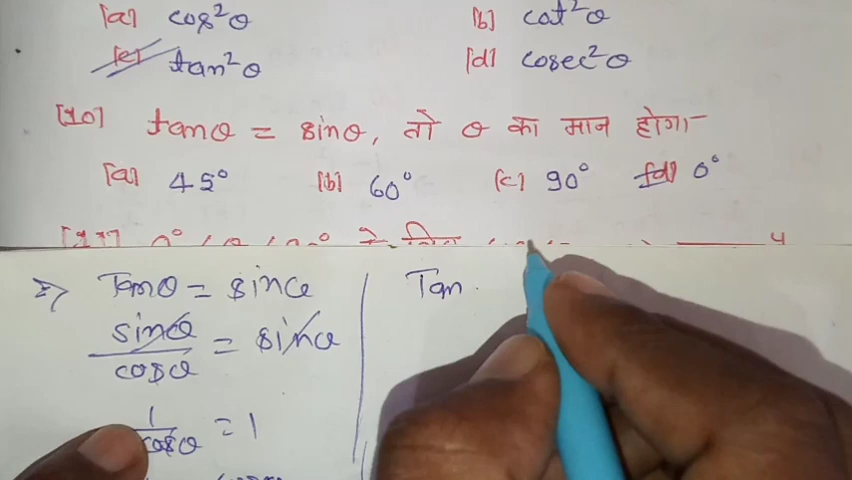 [a] cos²θ [b] cot²θ
[c] tan²θ [d] cosec²θ
[10] tanθ = sinθ, तो θ का मान होगा-
[a] 45° [b] 60° [c] 90° [d] 0°
=> Tanθ = sinθ
sinθ/cosθ = sinθ
1/cosθ = 1
Tan